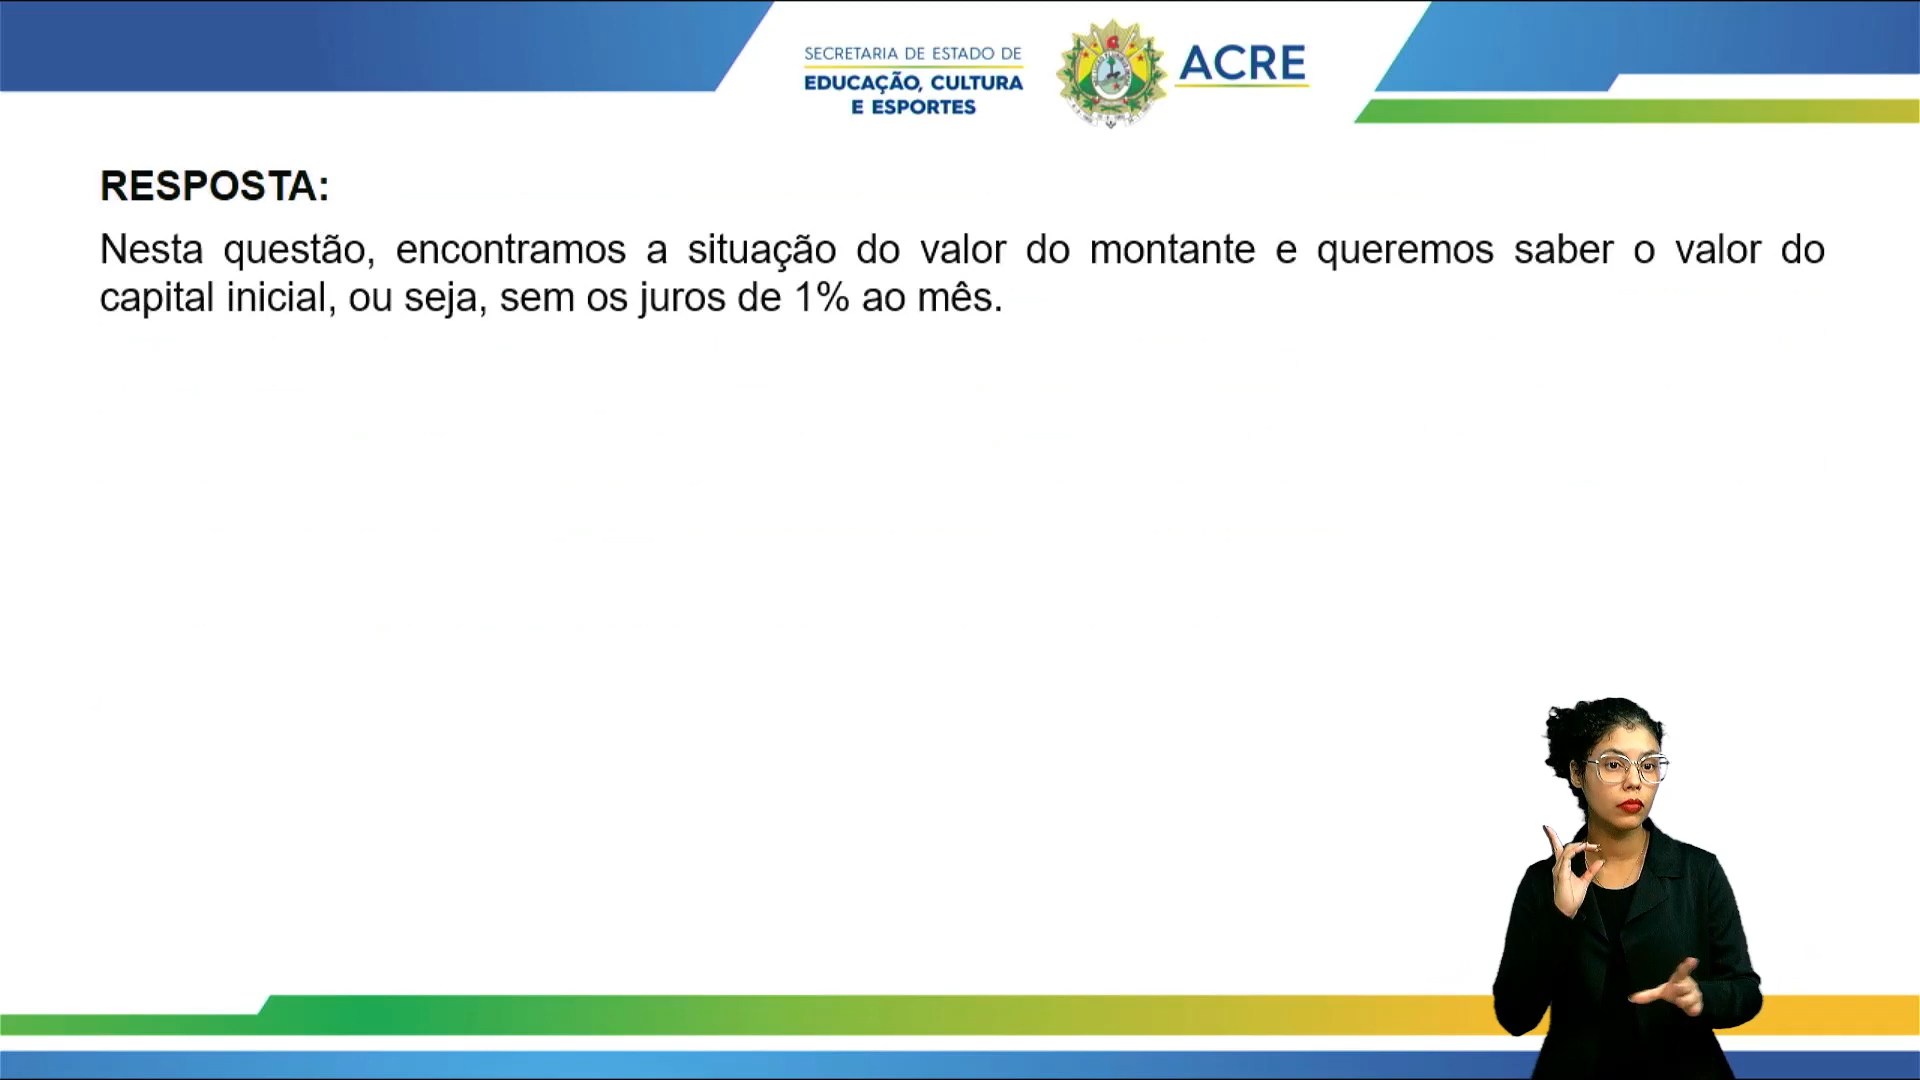 SECRETARIA DE ESTADO DE
EDUCAÇÃO, CULTURA
E ESPORTES
ACRE
RESPOSTA:
Nesta questão, encontramos a situação do valor do montante e queremos saber o valor do
capital inicial, ou seja, sem os juros de 1% ao mês.